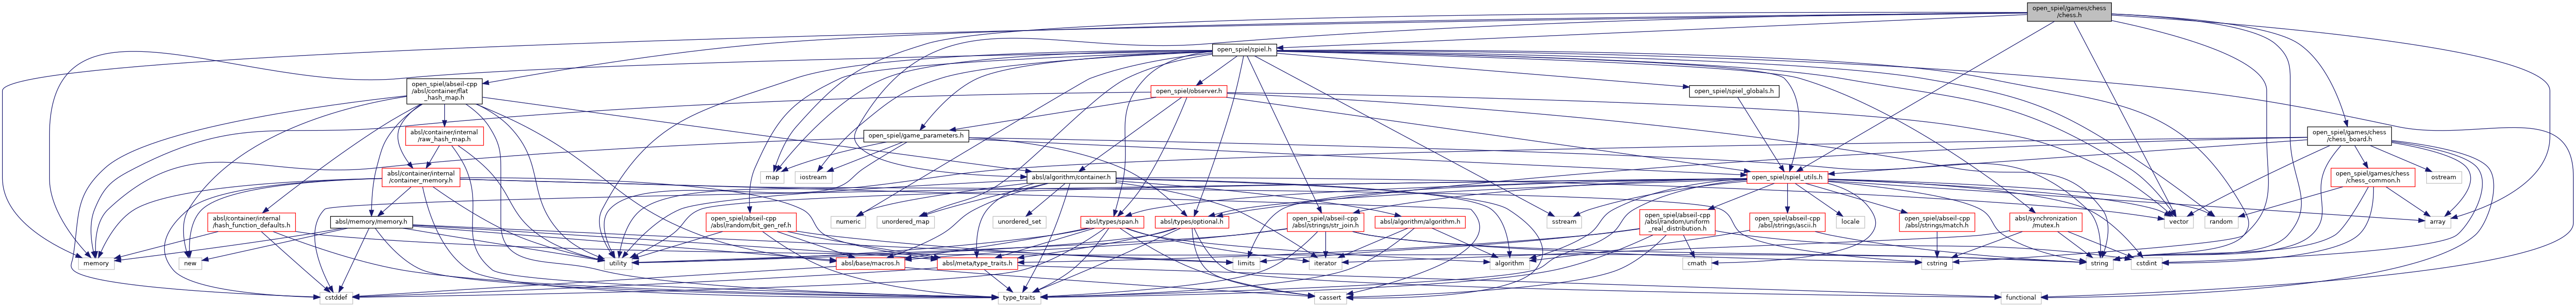 open_spiel/games/chess
/chess.h
open_spiel/spiel.h
open_spiel/abseil-cpp
/absl/container/flat
_hash_map.h
open_spiel/observer.h
open_spiel/spiel_globals.h
absl/container/internal
/raw_hash_map.h
open_spiel/game_parameters.h
open_spiel/games/chess
/chess_board.h
absl/container/internal
/container_memory.h
map
iostream
absl/algorithm/container.h
open_spiel/spiel_utils.h
open_spiel/games/chess
/chess_common.h
ostream
absl/container/internal
/hash_function_defaults.h
absl/memory/memory.h
open_spiel/abseil-cpp
/absl/random/bit_gen_ref.h
numeric
unordered_map
unordered_set
absl/types/span.h
absl/types/optional.h
open_spiel/abseil-cpp
/absl/strings/str_join.h
absl/algorithm/algorithm.h
sstream
open_spiel/abseil-cpp
/absl/random/uniform
_real_distribution.h
open_spiel/abseil-cpp
/absl/strings/ascii.h
locale
open_spiel/abseil-cpp
/absl/strings/match.h
absl/synchronization
/mutex.h
vector
random
array
memory
new
utility
absl/base/macros.h
absl/meta/type_traits.h
limits
iterator
algorithm
cmath
cstring
string
cstdint
cstddef
type_traits
cassert
functional